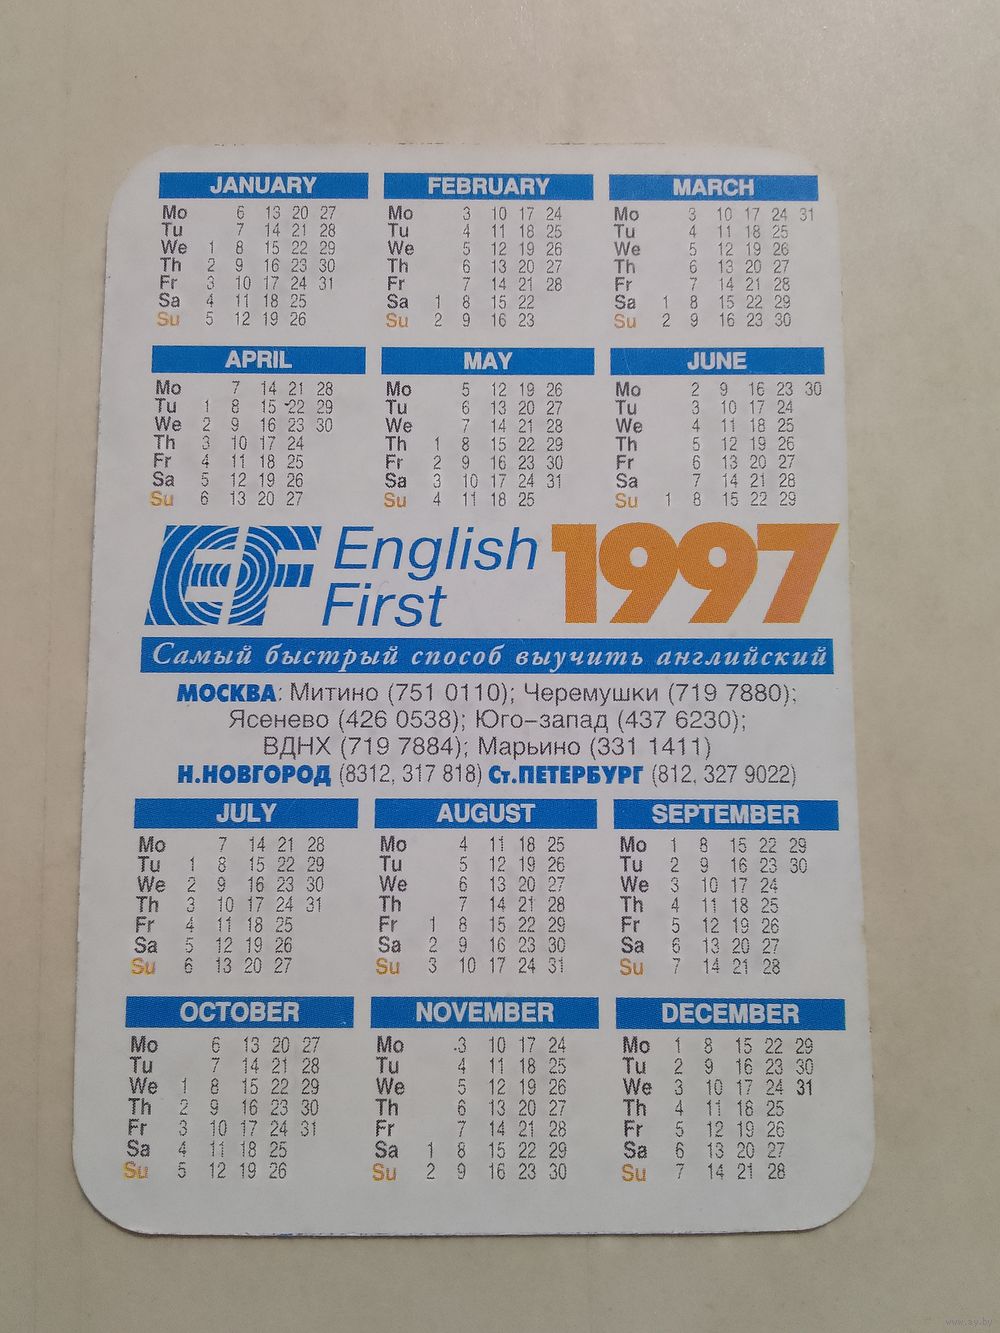 JANUARY FEBRUARY MARCH
Mo 6 13 20 27 Mo 3 10 17 24 Mo 3 10 17 24 31
Tu 7 14 21 28 Tu 4 11 18 25 Tu 4 11 18 25
We 1 8 15 22 29 We 5 12 19 26 We 5 12 19 26
Th 2 9 16 23 30 Th 6 13 20 27 Th 6 13 20 27
Fr 3 10 17 24 31 Fr 7 14 21 28 Fr 7 14 21 28
Sa 4 11 18 25 Sa 1 8 15 22 Sa 1 8 15 22 29
Su 5 12 19 26 Su 2 9 16 23 Su 2 9 16 23 30
APRIL MAY JUNE
Mo 7 14 21 28 Mo 5 12 19 26 Mo 2 9 16 23 30
Tu 1 8 15 22 29 Tu 6 13 20 27 Tu 3 10 17 24
We 2 9 16 23 30 We 7 14 21 28 We 4 11 18 25
Th 3 10 17 24 Th 1 8 15 22 29 Th 5 12 19 26
Fr 4 11 18 25 Fr 2 9 16 23 30 Fr 6 13 20 27
Sa 5 12 19 26 Sa 3 10 17 24 31 Sa 7 14 21 28
Su 6 13 20 27 Su 4 11 18 25 Su 1 8 15 22 29
EF English First 1997
Самый быстрый способ выучить английский
МОСКВА: Митино (751 0110); Черемушки (719 7880);
Ясенево (426 0538); Юго-запад (437 6230);
ВДНХ (719 7884); Марьино (331 1411)
Н.НОВГОРОД (8312, 317 818) Ст.ПЕТЕРБУРГ (812, 327 9022)
JULY AUGUST SEPTEMBER
Mo 7 14 21 28 Mo 4 11 18 25 Mo 1 8 15 22 29
Tu 1 8 15 22 29 Tu 5 12 19 26 Tu 2 9 16 23 30
We 2 9 16 23 30 We 6 13 20 27 We 3 10 17 24
Th 3 10 17 24 31 Th 7 14 21 28 Th 4 11 18 25
Fr 4 11 18 25 Fr 1 8 15 22 29 Fr 5 12 19 26
Sa 5 12 19 26 Sa 2 9 16 23 30 Sa 6 13 20 27
Su 6 13 20 27 Su 3 10 17 24 31 Su 7 14 21 28
OCTOBER NOVEMBER DECEMBER
Mo 6 13 20 27 Mo 3 10 17 24 Mo 1 8 15 22 29
Tu 7 14 21 28 Tu 4 11 18 25 Tu 2 9 16 23 30
We 1 8 15 22 29 We 5 12 19 26 We 3 10 17 24 31
Th 2 9 16 23 30 Th 6 13 20 27 Th 4 11 18 25
Fr 3 10 17 24 31 Fr 7 14 21 28 Fr 5 12 19 26
Sa 4 11 18 25 Sa 1 8 15 22 29 Sa 6 13 20 27
Su 5 12 19 26 Su 2 9 16 23 30 Su 7 14 21 28
www.ay.by